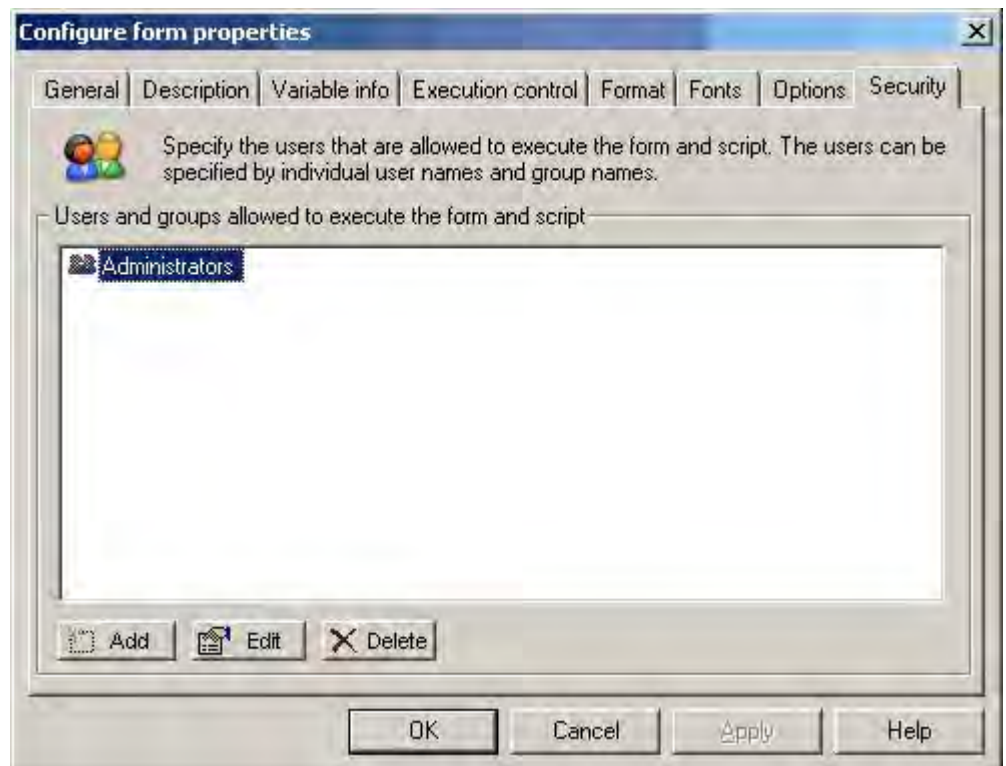 Configure form properties
General Description Variable info Execution control Format Fonts Options Security
Specify the users that are allowed to execute the form and script. The users can be
specified by individual user names and group names.
Users and groups allowed to execute the form and script
Administrators
Add Edit Delete
OK Cancel Apply Help